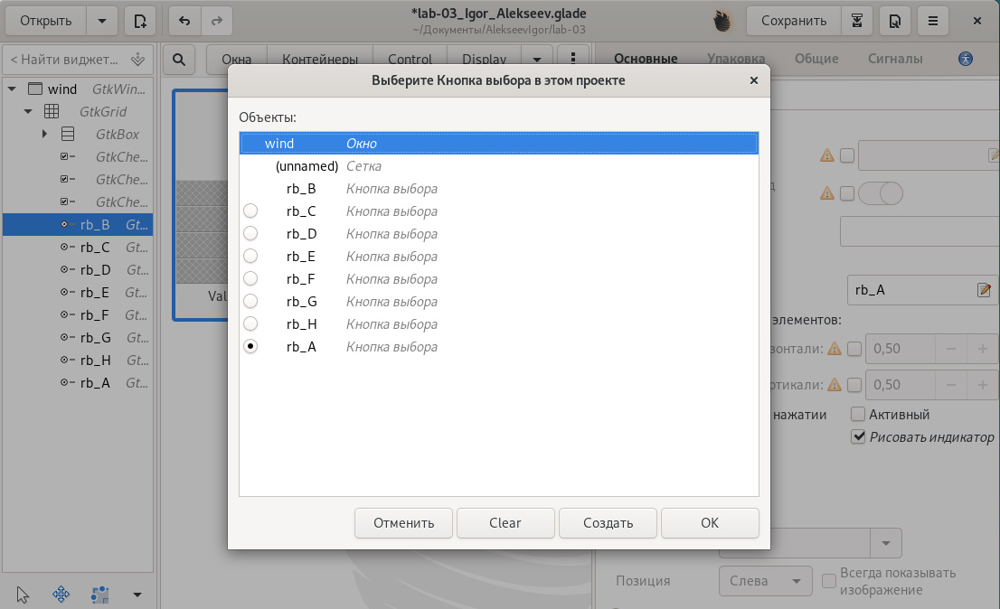 Открыть
*lab-03_Igor_Alekseev.glade
~/Документы/AlekseevIgor/lab-03
Сохранить
< Найти виджет...
Окна
Контейнеры
Control
Display
Основные
Упаковка
Общие
Сигналы
wind GtkWin...
GtkGrid
GtkBox
GtkChe...
GtkChe...
GtkChe...
rb_B Gt...
rb_C Gt...
rb_D Gt...
rb_E Gt...
rb_F Gt...
rb_G Gt...
rb_H Gt...
rb_A Gt...
Val
Выберите Кнопка выбора в этом проекте
Объекты:
wind Окно
(unnamed) Сетка
rb_B Кнопка выбора
rb_C Кнопка выбора
rb_D Кнопка выбора
rb_E Кнопка выбора
rb_F Кнопка выбора
rb_G Кнопка выбора
rb_H Кнопка выбора
rb_A Кнопка выбора
Отменить
Clear
Создать
OK
rb_A
элементов:
зонтали: 0,50
ртикали: 0,50
нажатии
Активный
Рисовать индикатор
Позиция
Слева
Всегда показывать
изображение